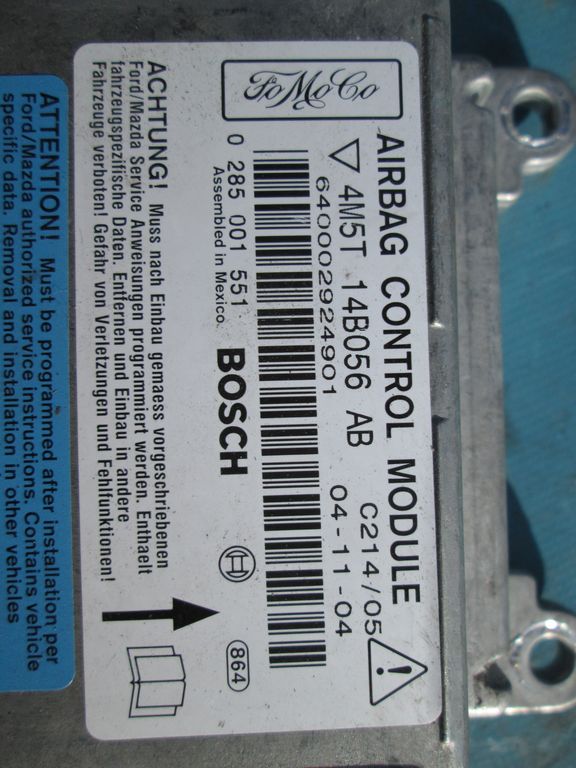 FoMoCo
AIRBAG CONTROL MODULE
4M5T 14B056 AB C214/05
640002924901 04-11-04
0 285 001 551 BOSCH
Assembled in Mexico
864
ACHTUNG! Muss nach Einbau gemaess vorgeschriebenen
Ford/Mazda Service Anweisungen programmiert werden. Enthaelt
fahrzeugspezifische Daten. Entfernen und Einbau in andere
Fahrzeuge verboten! Gefahr von Verletzungen und Fehlfunktionen!
ATTENTION! Must be programmed after installation per
Ford/Mazda authorized service instructions. Contains vehicle
specific data. Removal and installation in other vehicles